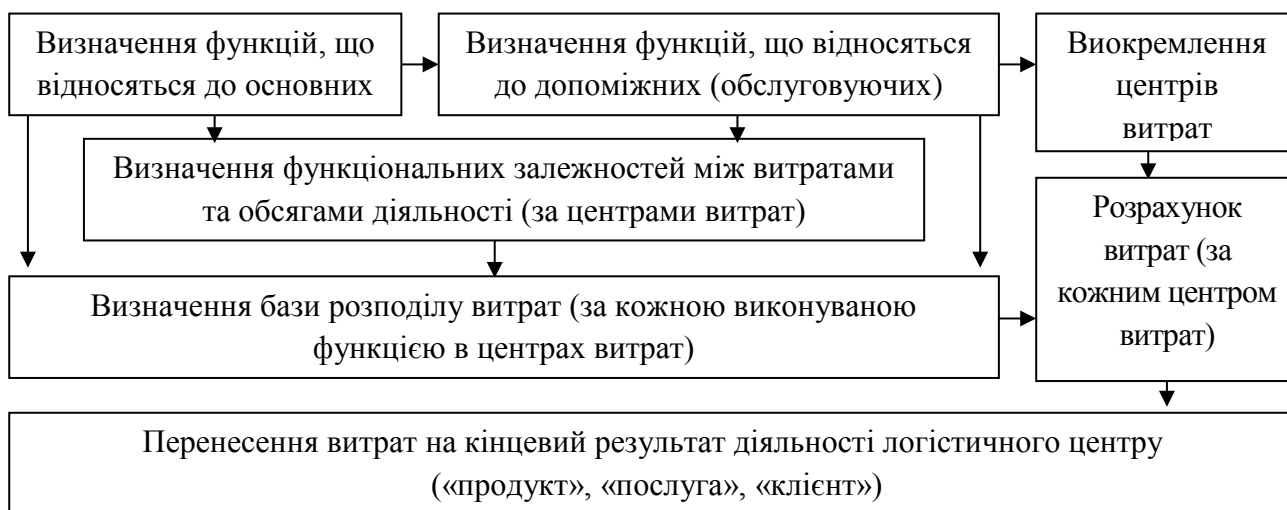 Визначення функцій, що
відносяться до основних
Визначення функцій, що відносяться
до допоміжних (обслуговуючих)
Виокремлення
центрів
витрат
Визначення функціональних залежностей між витратами
та обсягами діяльності (за центрами витрат)
Розрахунок
витрат (за
кожним центром
витрат)
Визначення бази розподілу витрат (за кожною виконуваною
функцією в центрах витрат)
Перенесення витрат на кінцевий результат діяльності логістичного центру
(«продукт», «послуга», «клієнт»)